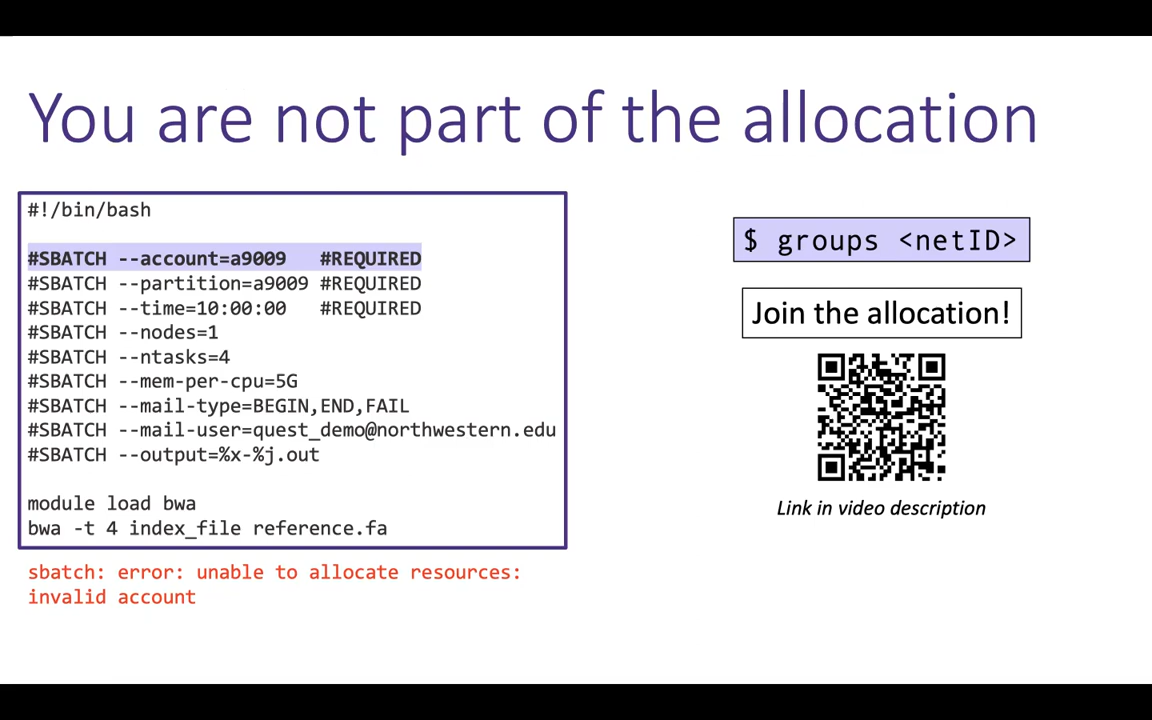 You are not part of the allocation
#!/bin/bash
#SBATCH --account=a9009 #REQUIRED
#SBATCH --partition=a9009 #REQUIRED
#SBATCH --time=10:00:00 #REQUIRED
#SBATCH --nodes=1
#SBATCH --ntasks=4
#SBATCH --mem-per-cpu=5G
#SBATCH --mail-type=BEGIN,END,FAIL
#SBATCH --mail-user=quest_demo@northwestern.edu
#SBATCH --output=%x-%j.out
module load bwa
bwa -t 4 index_file reference.fa
sbatch: error: unable to allocate resources:
invalid account
$ groups <netID>
Join the allocation!
Link in video description